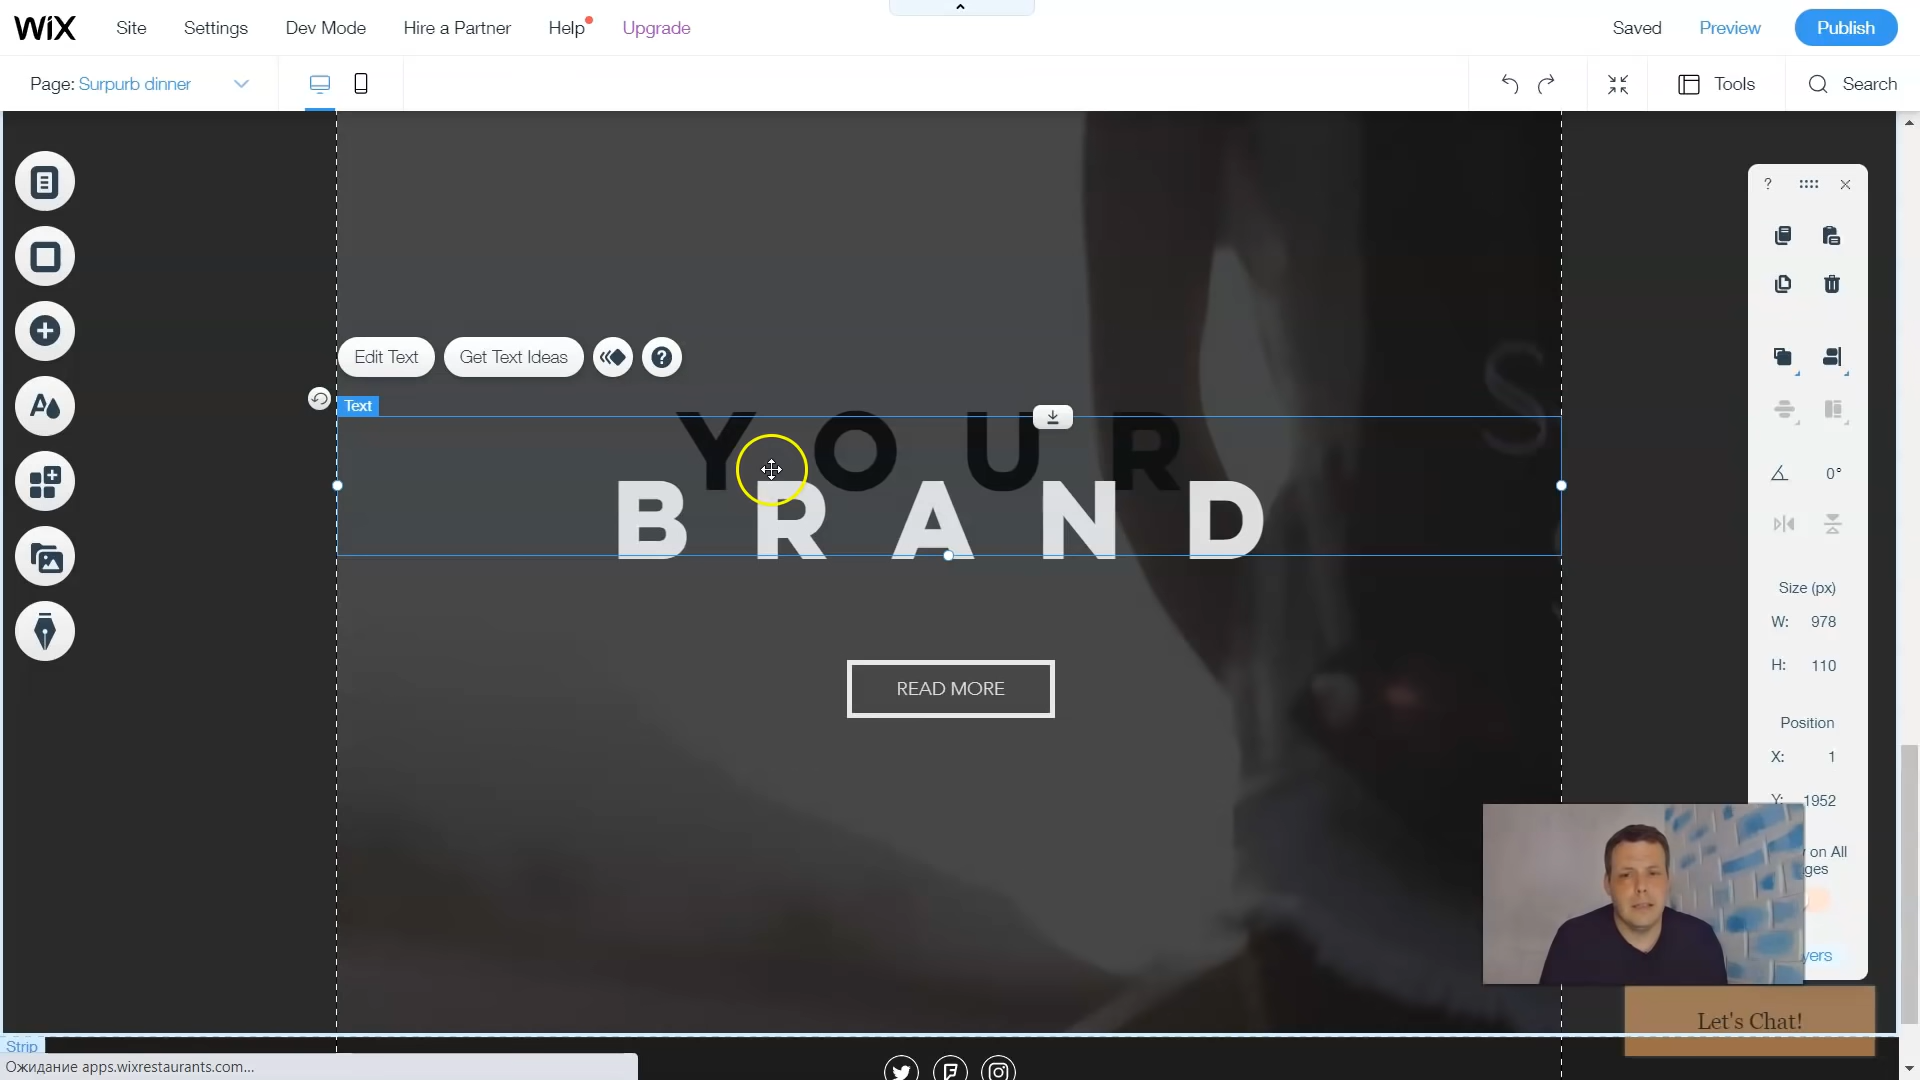 WiX Site Settings Dev Mode Hire a Partner Help Upgrade Saved Preview Publish
Page: Surpurb dinner Tools Search
Edit Text Get Text Ideas
Text
YOUR
BRAND
READ MORE
0°
Size (px)
W: 978
H: 110
Position
X: 1
Y: 1952
on All
Let's Chat!
Strip
Ожидание apps.wixrestaurants.com...